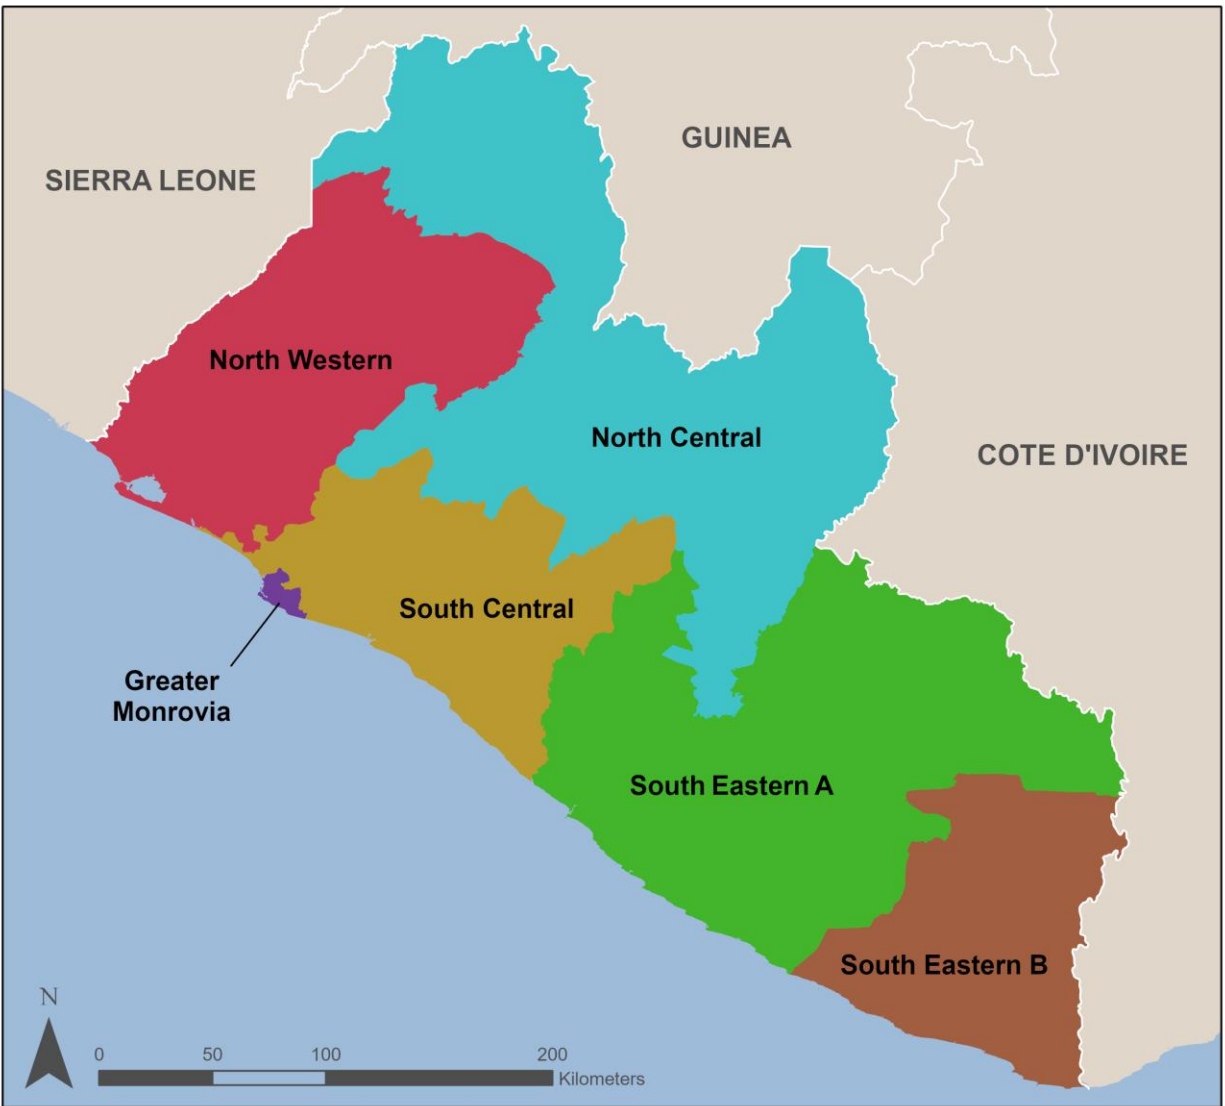 GUINEA
SIERRA LEONE
North Western
North Central
COTE D'IVOIRE
South Central
Greater
Monrovia
South Eastern A
South Eastern B
N
0 50 100 200
Kilometers